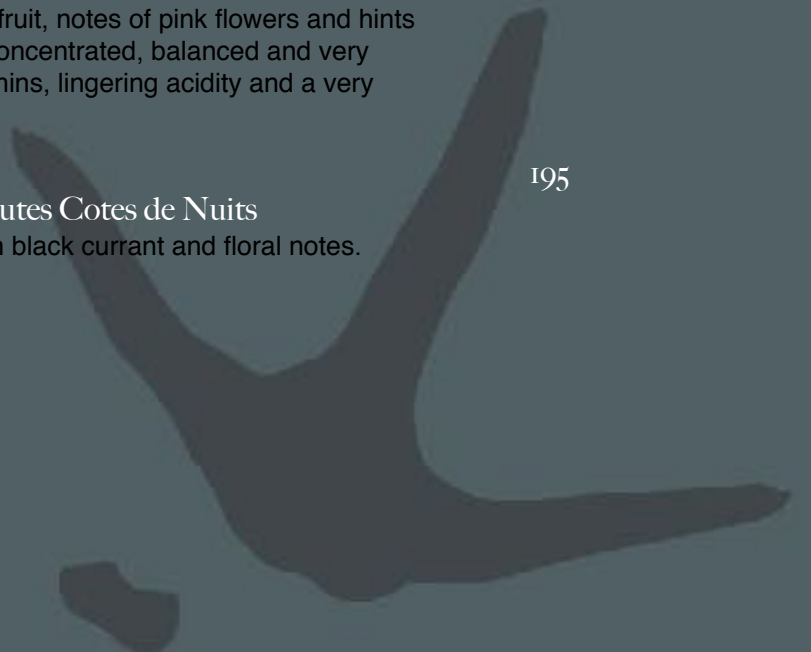 fruit, notes of pink flowers and hints
oncentrated, balanced and very
nins, lingering acidity and a very
195
utes Cotes de Nuits
black currant and floral notes.